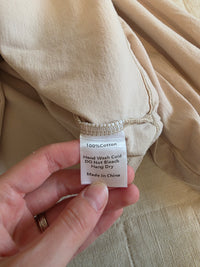 100%Cotton
Hand Wash Cold
DO Not Bleach
Hang Dry
Made in China